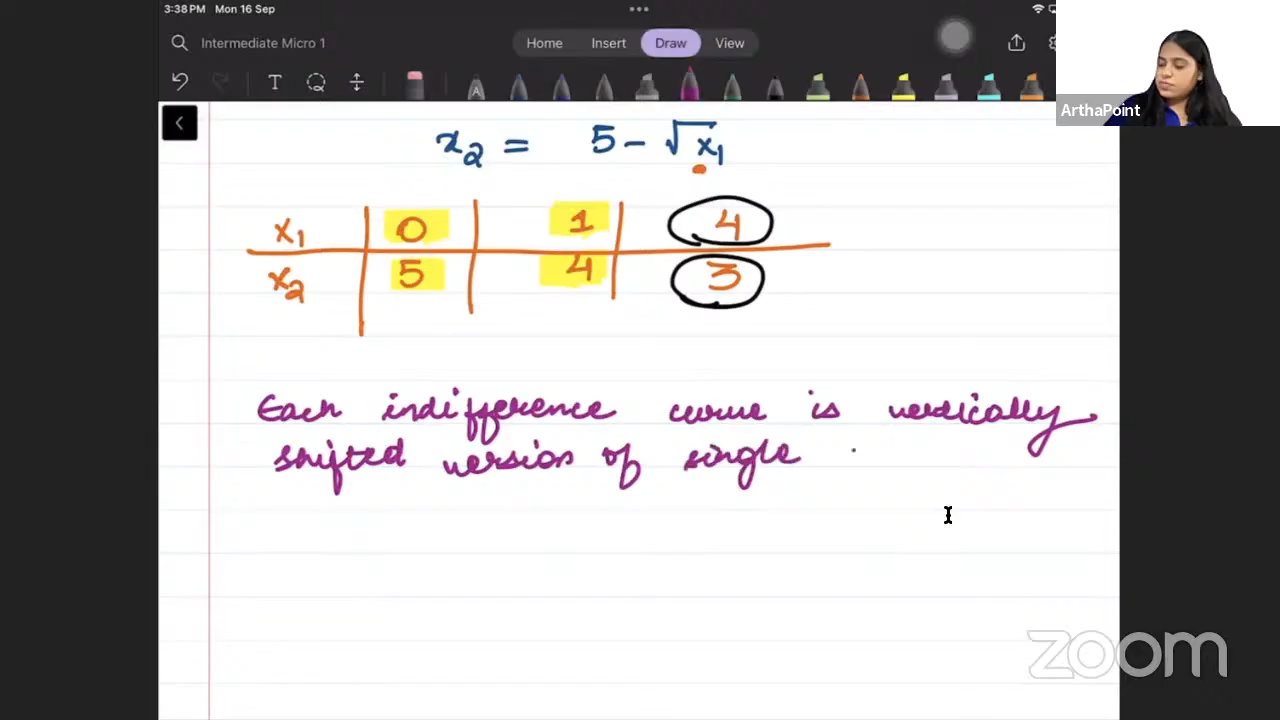 3:38 PM Mon 16 Sep
Intermediate Micro 1
Home Insert Draw View
T
A
ArthaPoint
x₂ = 5 - √x₁
x₁ | 0 | 1 | 4
x₂ | 5 | 4 | 3
Each indifference curve is vertically
shifted version of single
zoom